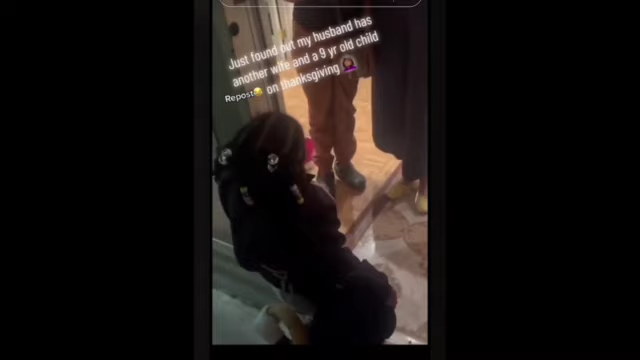 Just found out my husband has
another wife and a 9 yr old child
Repost😂 on thanksgiving 🤦🏻‍♀️